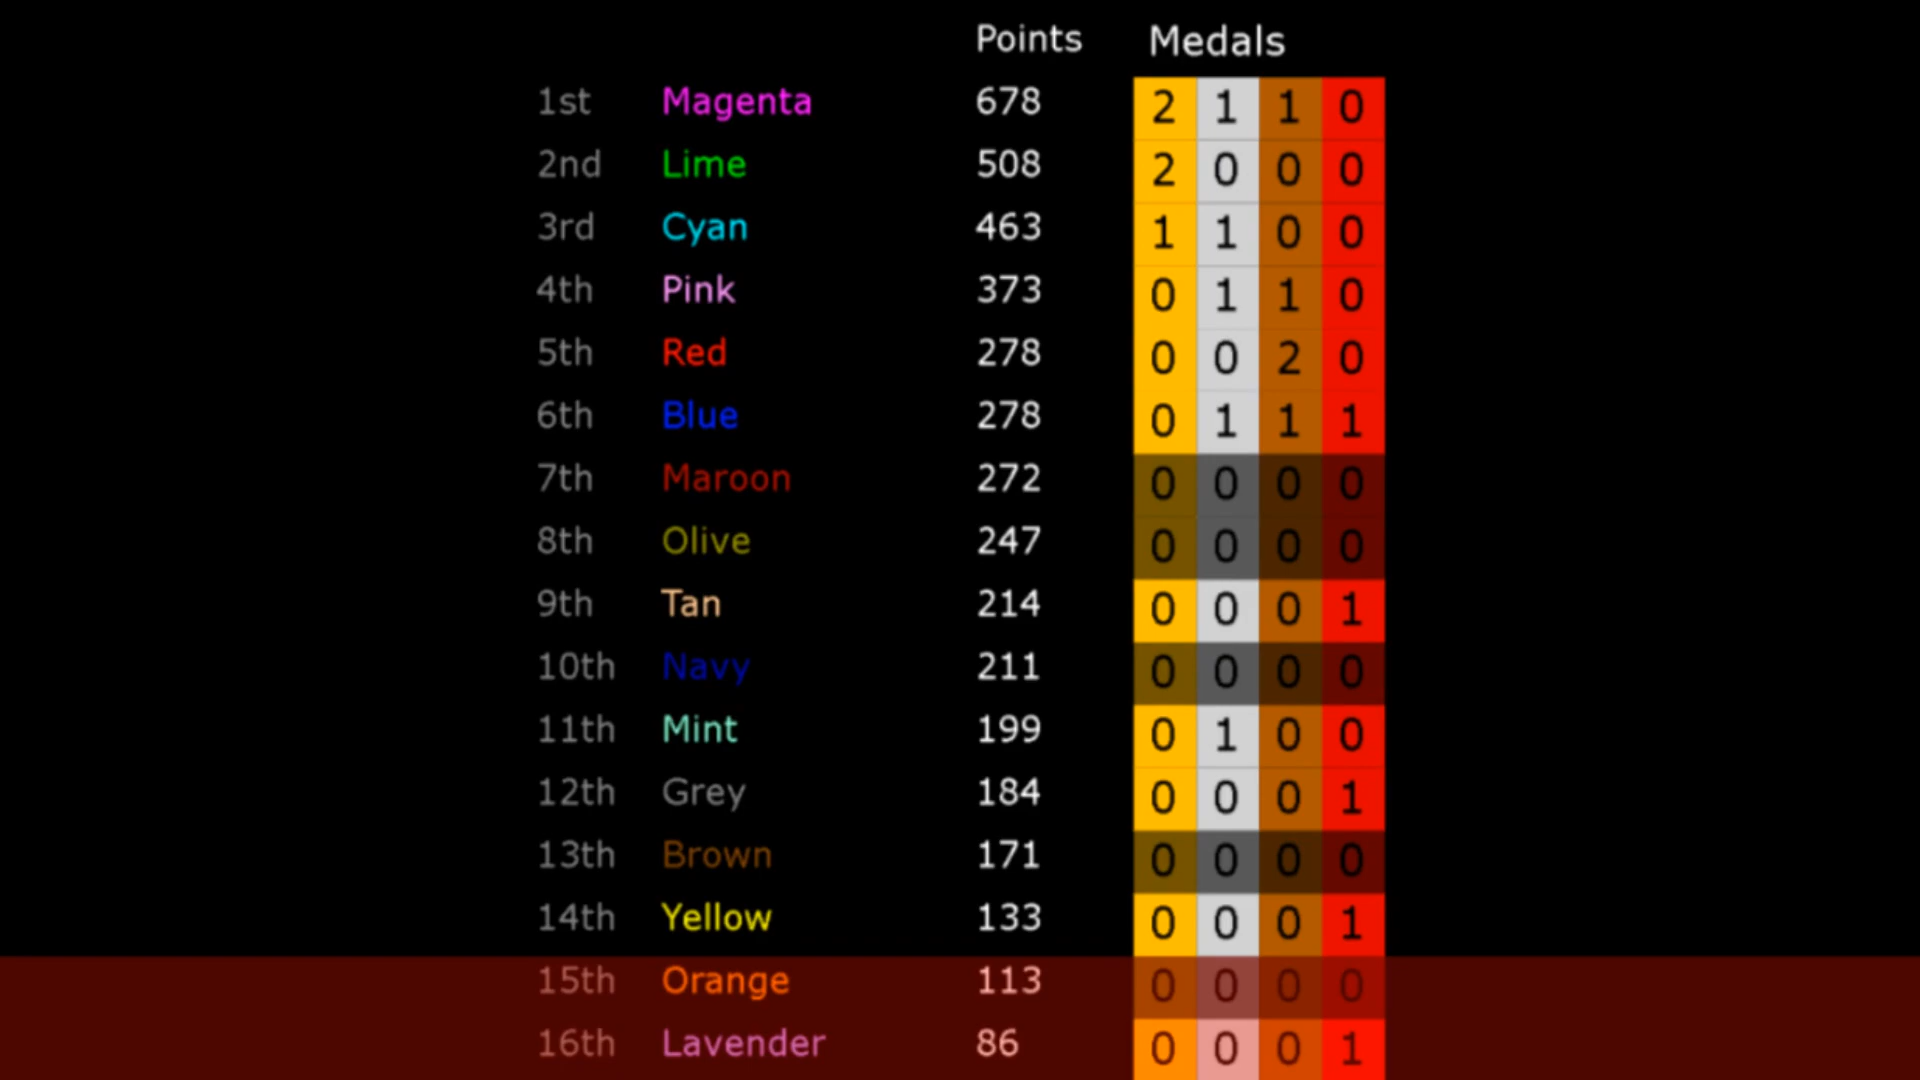 Points Medals
1st Magenta 678 2 1 1 0
2nd Lime 508 2 0 0 0
3rd Cyan 463 1 1 0 0
4th Pink 373 0 1 1 0
5th Red 278 0 0 2 0
6th Blue 278 0 1 1 1
7th Maroon 272 0 0 0 0
8th Olive 247 0 0 0 0
9th Tan 214 0 0 0 1
10th Navy 211 0 0 0 0
11th Mint 199 0 1 0 0
12th Grey 184 0 0 0 1
13th Brown 171 0 0 0 0
14th Yellow 133 0 0 0 1
15th Orange 113 0 0 0 0
16th Lavender 86 0 0 0 1